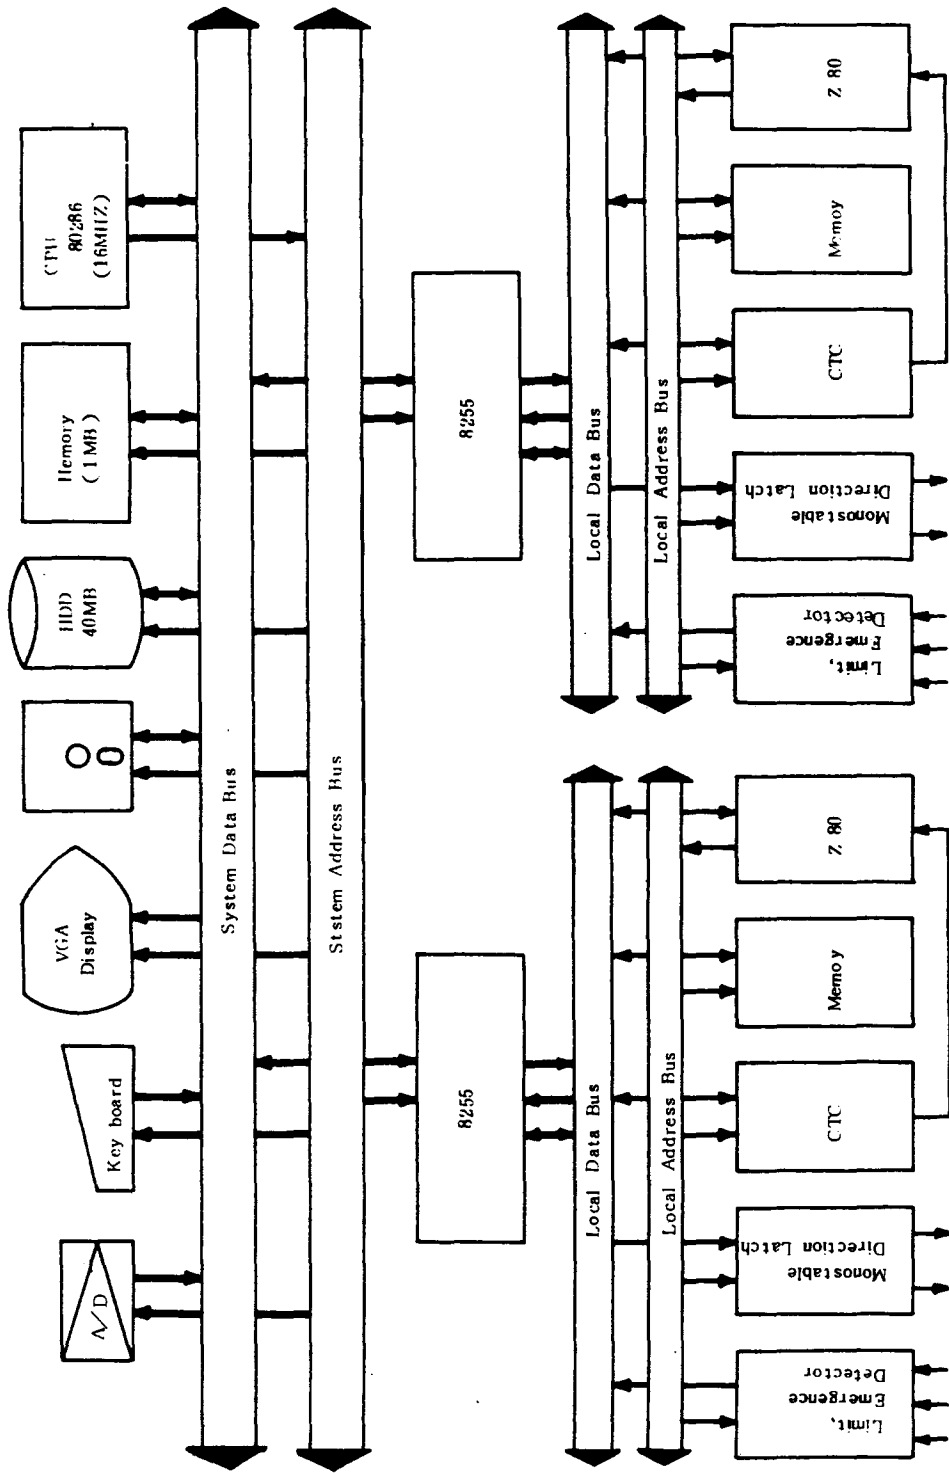 A/D
Key board
VGA
Display
HDD
40MB
Hemory
(1MB)
CPU
80286
(16MHZ)
System Data Bus
Ststem Address Bus
8255
8255
Local Data Bus
Local Address Bus
Local Data Bus
Local Address Bus
Limit,
Emergence
Detector
Monostable
Direction Latch
CTC
Memoy
Z 80
Limit,
Emergence
Detector
Monostable
Direction Latch
CTC
Memoy
Z 80